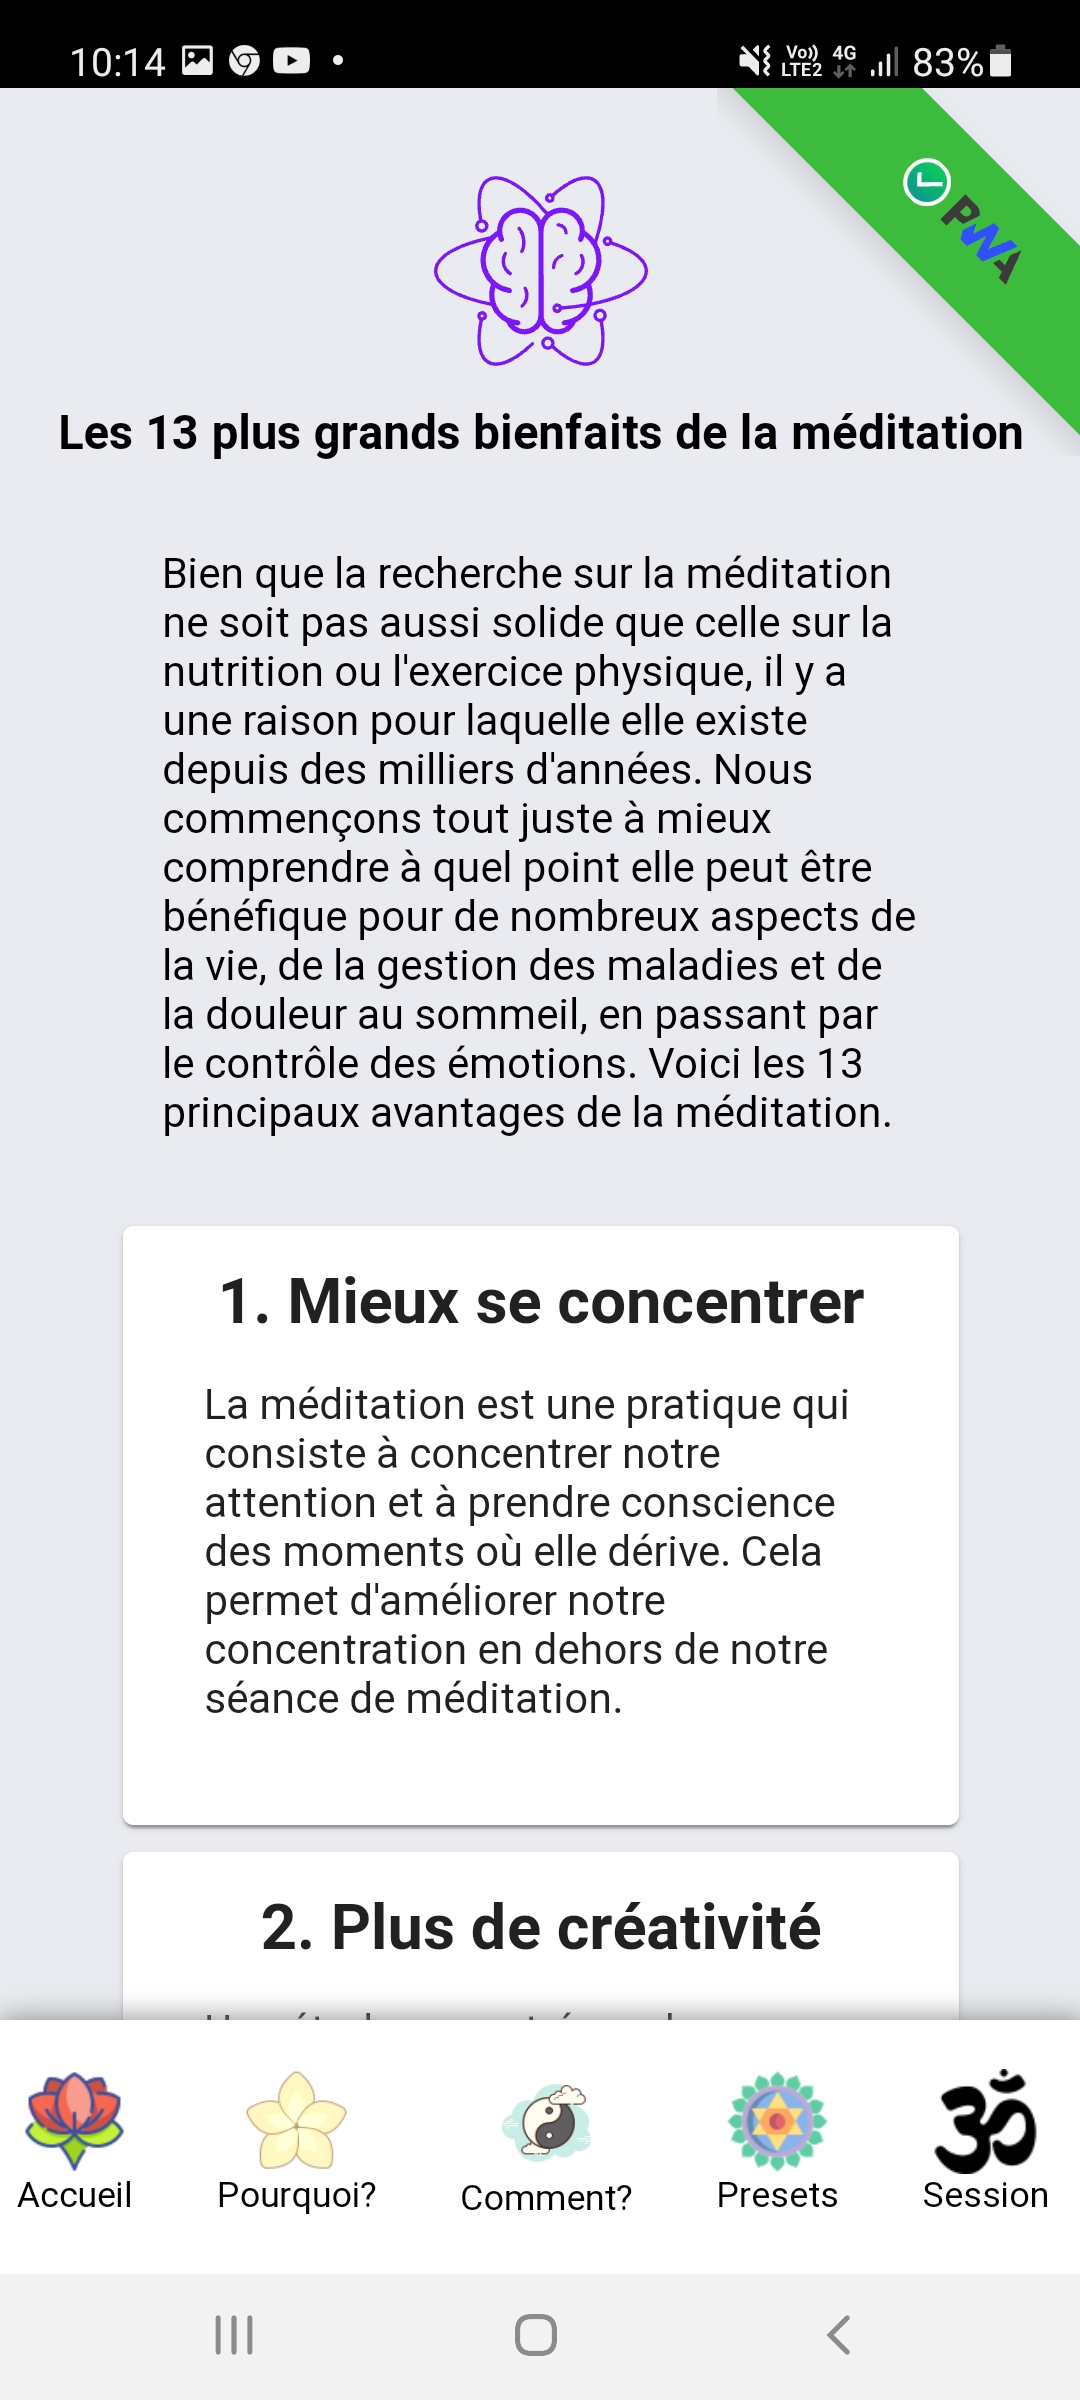 10:14
Vo)) 4G
LTE2
83%
PWA
Les 13 plus grands bienfaits de la méditation
Bien que la recherche sur la méditation
ne soit pas aussi solide que celle sur la
nutrition ou l'exercice physique, il y a
une raison pour laquelle elle existe
depuis des milliers d'années. Nous
commençons tout juste à mieux
comprendre à quel point elle peut être
bénéfique pour de nombreux aspects de
la vie, de la gestion des maladies et de
la douleur au sommeil, en passant par
le contrôle des émotions. Voici les 13
principaux avantages de la méditation.
1. Mieux se concentrer
La méditation est une pratique qui
consiste à concentrer notre
attention et à prendre conscience
des moments où elle dérive. Cela
permet d'améliorer notre
concentration en dehors de notre
séance de méditation.
2. Plus de créativité
ॐ
Accueil
Pourquoi?
Comment?
Presets
Session